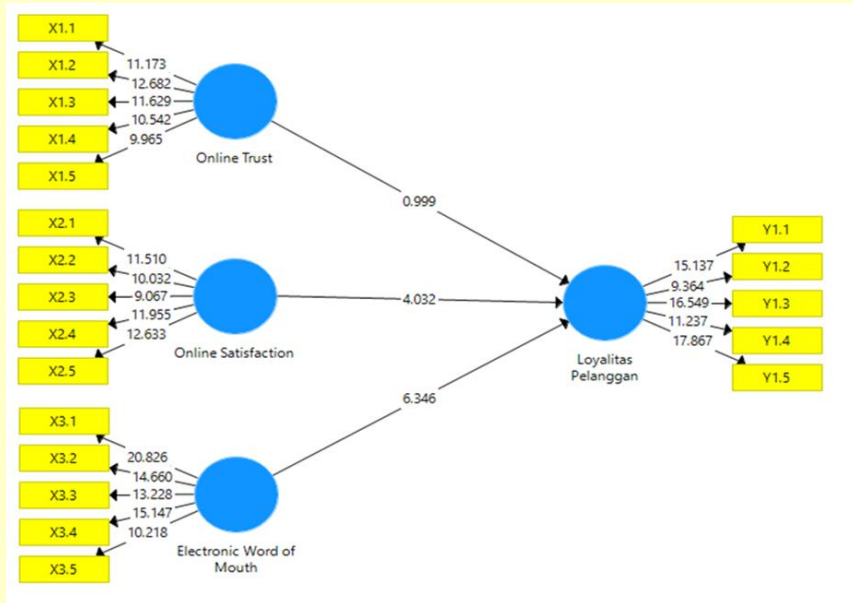 X1.1
X1.2
X1.3
X1.4
X1.5
11.173
12.682
11.629
10.542
9.965
Online Trust
0.999
X2.1
X2.2
X2.3
X2.4
X2.5
11.510
10.032
9.067
11.955
12.633
Online Satisfaction
4.032
X3.1
X3.2
X3.3
X3.4
X3.5
20.826
14.660
13.228
15.147
10.218
Electronic Word of
Mouth
6.346
Loyalitas
Pelanggan
15.137
9.364
16.549
11.237
17.867
Y1.1
Y1.2
Y1.3
Y1.4
Y1.5